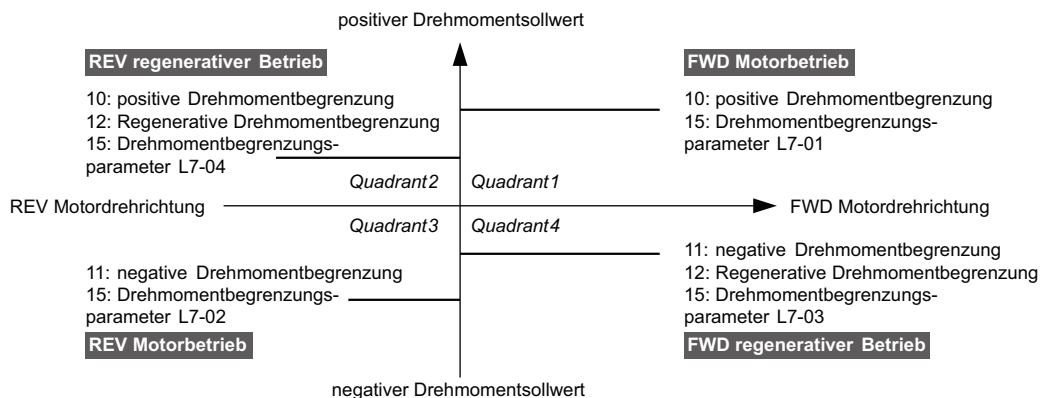 positiver Drehmomentsollwert
REV regenerativer Betrieb
10: positive Drehmomentbegrenzung
12: Regenerative Drehmomentbegrenzung
15: Drehmomentbegrenzungs-
parameter L7-04
FWD Motorbetrieb
10: positive Drehmomentbegrenzung
15: Drehmomentbegrenzungs-
parameter L7-01
Quadrant2
Quadrant1
REV Motordrehrichtung
FWD Motordrehrichtung
Quadrant3
Quadrant4
11: negative Drehmomentbegrenzung
15: Drehmomentbegrenzungs-
parameter L7-02
REV Motorbetrieb
11: negative Drehmomentbegrenzung
12: Regenerative Drehmomentbegrenzung
15: Drehmomentbegrenzungs-
parameter L7-03
FWD regenerativer Betrieb
negativer Drehmomentsollwert